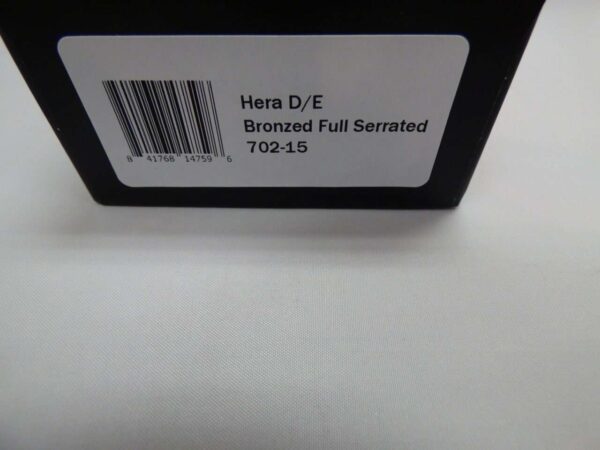 Hera D/E
Bronzed Full Serrated
702-15
8 41768 14759 6